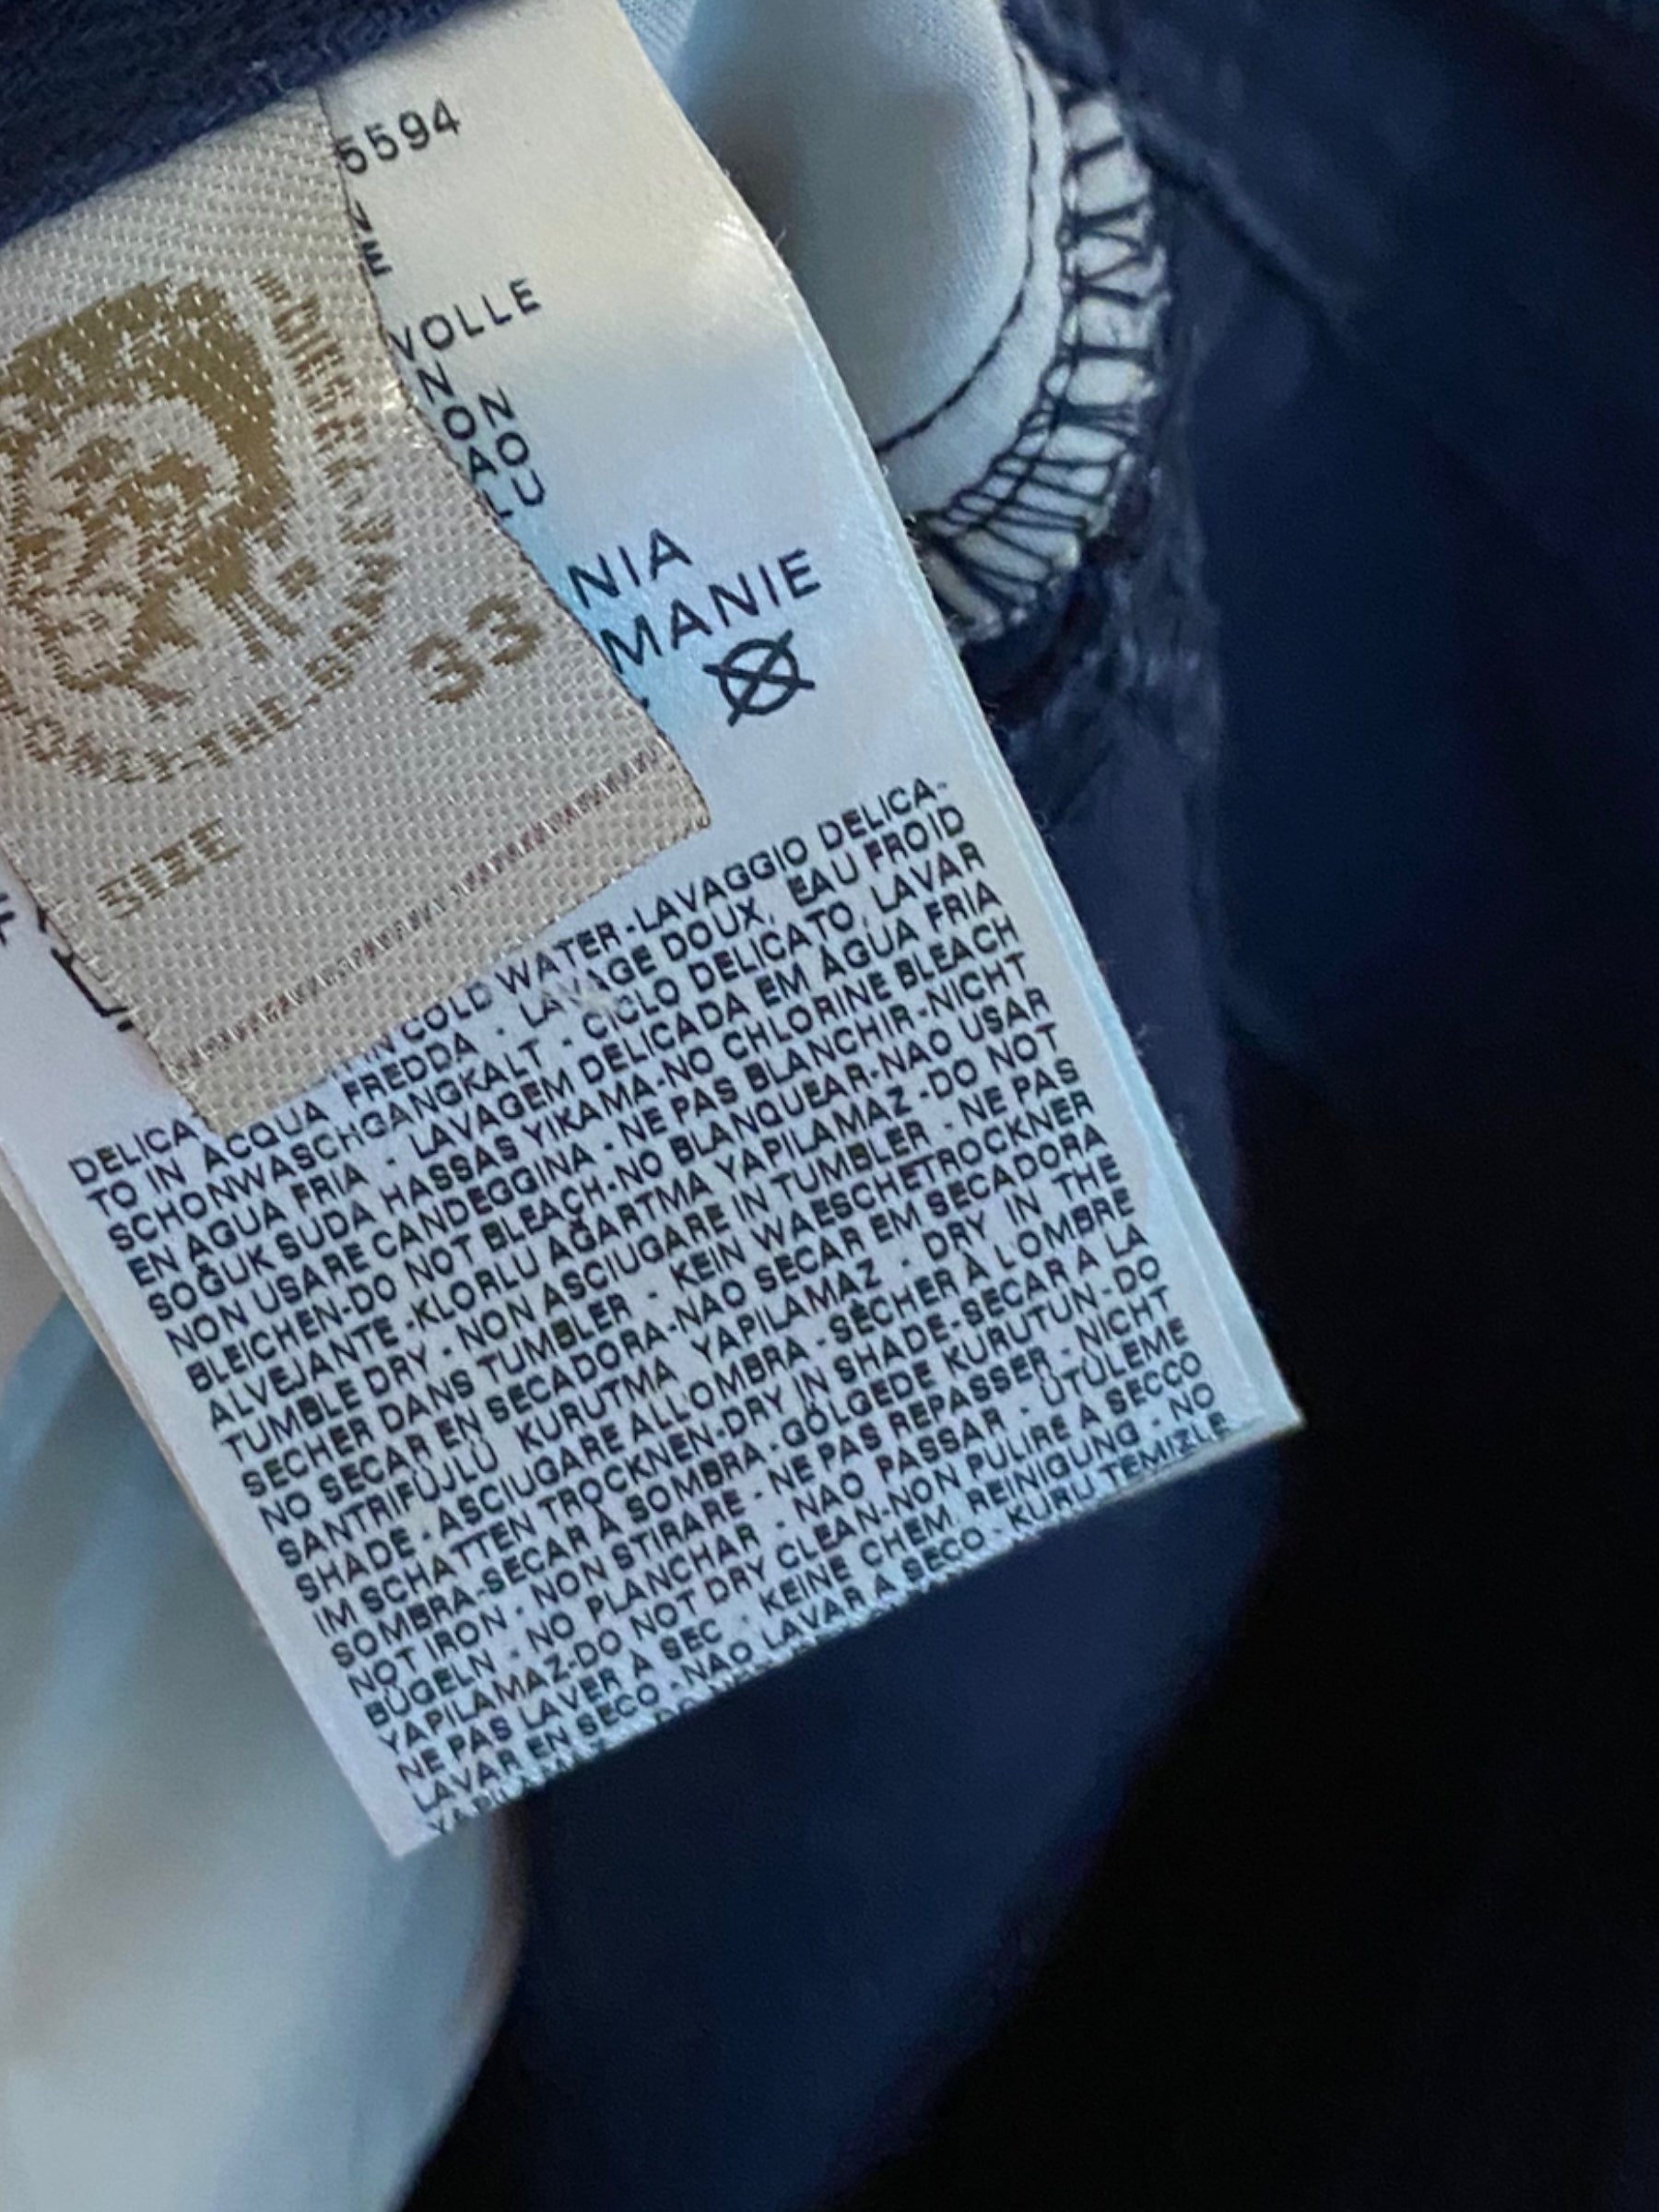 5594
VOLLE
NIA
MANIE
33
SIZE
DELICA IN COLD WATER-LAVAGGIO DELICA-
TO IN ACQUA FREDDA - LAVAGE DOUX, EAU FROID
SCHONWASCHGANGKALT - CICLO DELICATO, LAVAR
EN AGUA FRIA - LAVAGEM DELICADA EM ÁGUA FRIA
SOĞUK SUDA HASSAS YIKAMA-NO CHLORINE BLEACH
NON USARE CANDEGGINA - NE PAS BLANCHIR-NICHT
BLEICHEN-DO NOT BLEACH-NO BLANQUEAR-NAO USAR
ALVEJANTE -KLORLU AĞARTMA YAPILAMAZ -DO NOT
TUMBLE DRY - NON ASCIUGARE IN TUMBLER - NE PAS
SECHER DANS TUMBLER - KEIN WAESCHETROCKNER
NO SECAR EN SECADORA-NAO SECAR EM SECADORA
SANTRIFÜJLÜ KURUTMA YAPILAMAZ - DRY IN THE
SHADE - ASCIUGARE ALLOMBRA - SÈCHER À LOMBRE
IM SCHATTEN TROCKNEN-DRY IN SHADE-SECAR A LA
SOMBRA-SECAR À SOMBRA - GÖLGEDE KURUTUN - DO
NOT IRON - NON STIRARE - NE PAS REPASSER - NICHT
BÜGELN - NO PLANCHAR - NAO PASSAR - ÜTÜLEME
YAPILAMAZ-DO NOT DRY CLEAN-NON PULIRE A SECCO
NE PAS LAVER À SEC - KEINE CHEM. REINIGUNG - NO
LAVAR EN SECO -NAO LAVAR A SECO - KURU TEMIZLE